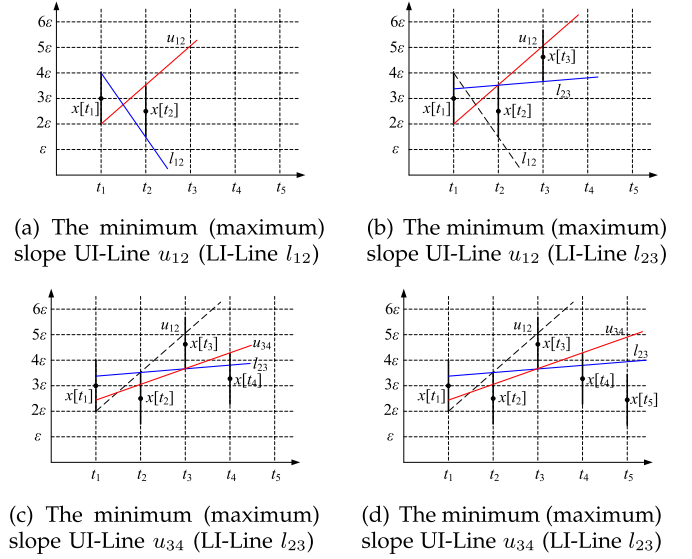 6ε
5ε
4ε
3ε
2ε
ε
u₁₂
x[t₁]
x[t₂]
l₁₂
t₁ t₂ t₃ t₄ t₅
(a) The minimum (maximum)
slope UI-Line u₁₂ (LI-Line l₁₂)
6ε
5ε
4ε
3ε
2ε
ε
u₁₂
x[t₃]
l₂₃
x[t₁]
x[t₂]
l₁₂
t₁ t₂ t₃ t₄ t₅
(b) The minimum (maximum)
slope UI-Line u₁₂ (LI-Line l₂₃)
6ε
5ε
4ε
3ε
2ε
ε
u₁₂
u₃₄
x[t₃]
l₂₃
x[t₁]
x[t₄]
x[t₂]
t₁ t₂ t₃ t₄ t₅
(c) The minimum (maximum)
slope UI-Line u₃₄ (LI-Line l₂₃)
6ε
5ε
4ε
3ε
2ε
ε
u₁₂
u₃₄
x[t₃]
l₂₃
x[t₁]
x[t₄]
x[t₂]
x[t₅]
t₁ t₂ t₃ t₄ t₅
(d) The minimum (maximum)
slope UI-Line u₃₄ (LI-Line l₂₃)